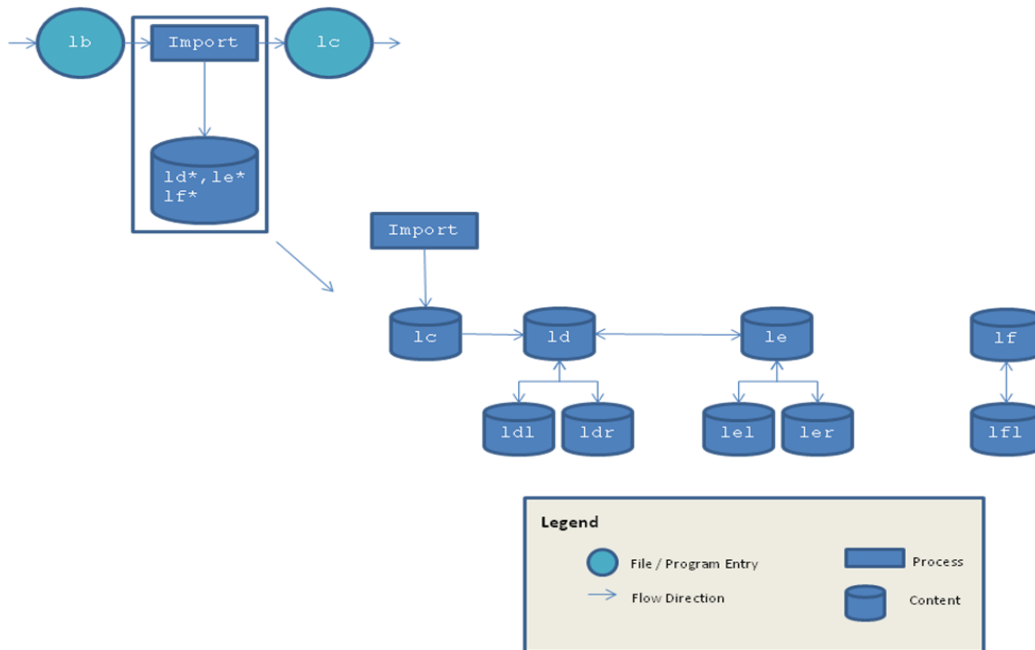 lb
Import
lc
ld*,le*
lf*
Import
lc
ld
le
lf
ldl
ldr
lel
ler
lfl
Legend
File / Program Entry
Process
Flow Direction
Content